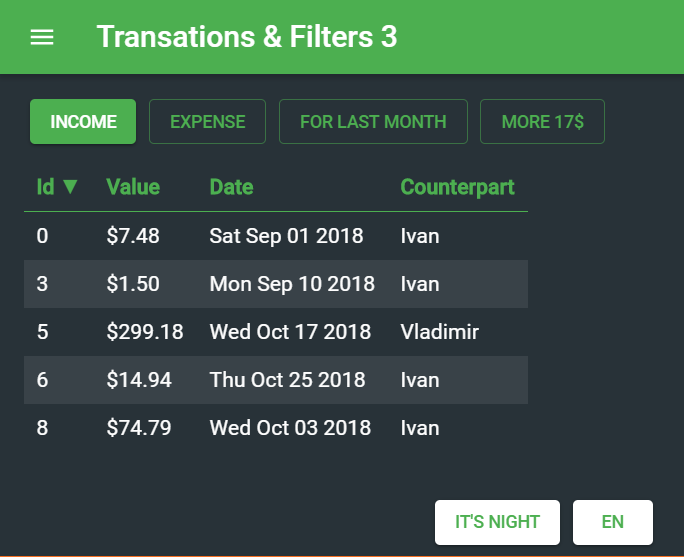 Transations & Filters 3
INCOME EXPENSE FOR LAST MONTH MORE 17$
Id ▼ Value Date Counterpart
0 $7.48 Sat Sep 01 2018 Ivan
3 $1.50 Mon Sep 10 2018 Ivan
5 $299.18 Wed Oct 17 2018 Vladimir
6 $14.94 Thu Oct 25 2018 Ivan
8 $74.79 Wed Oct 03 2018 Ivan
IT'S NIGHT EN